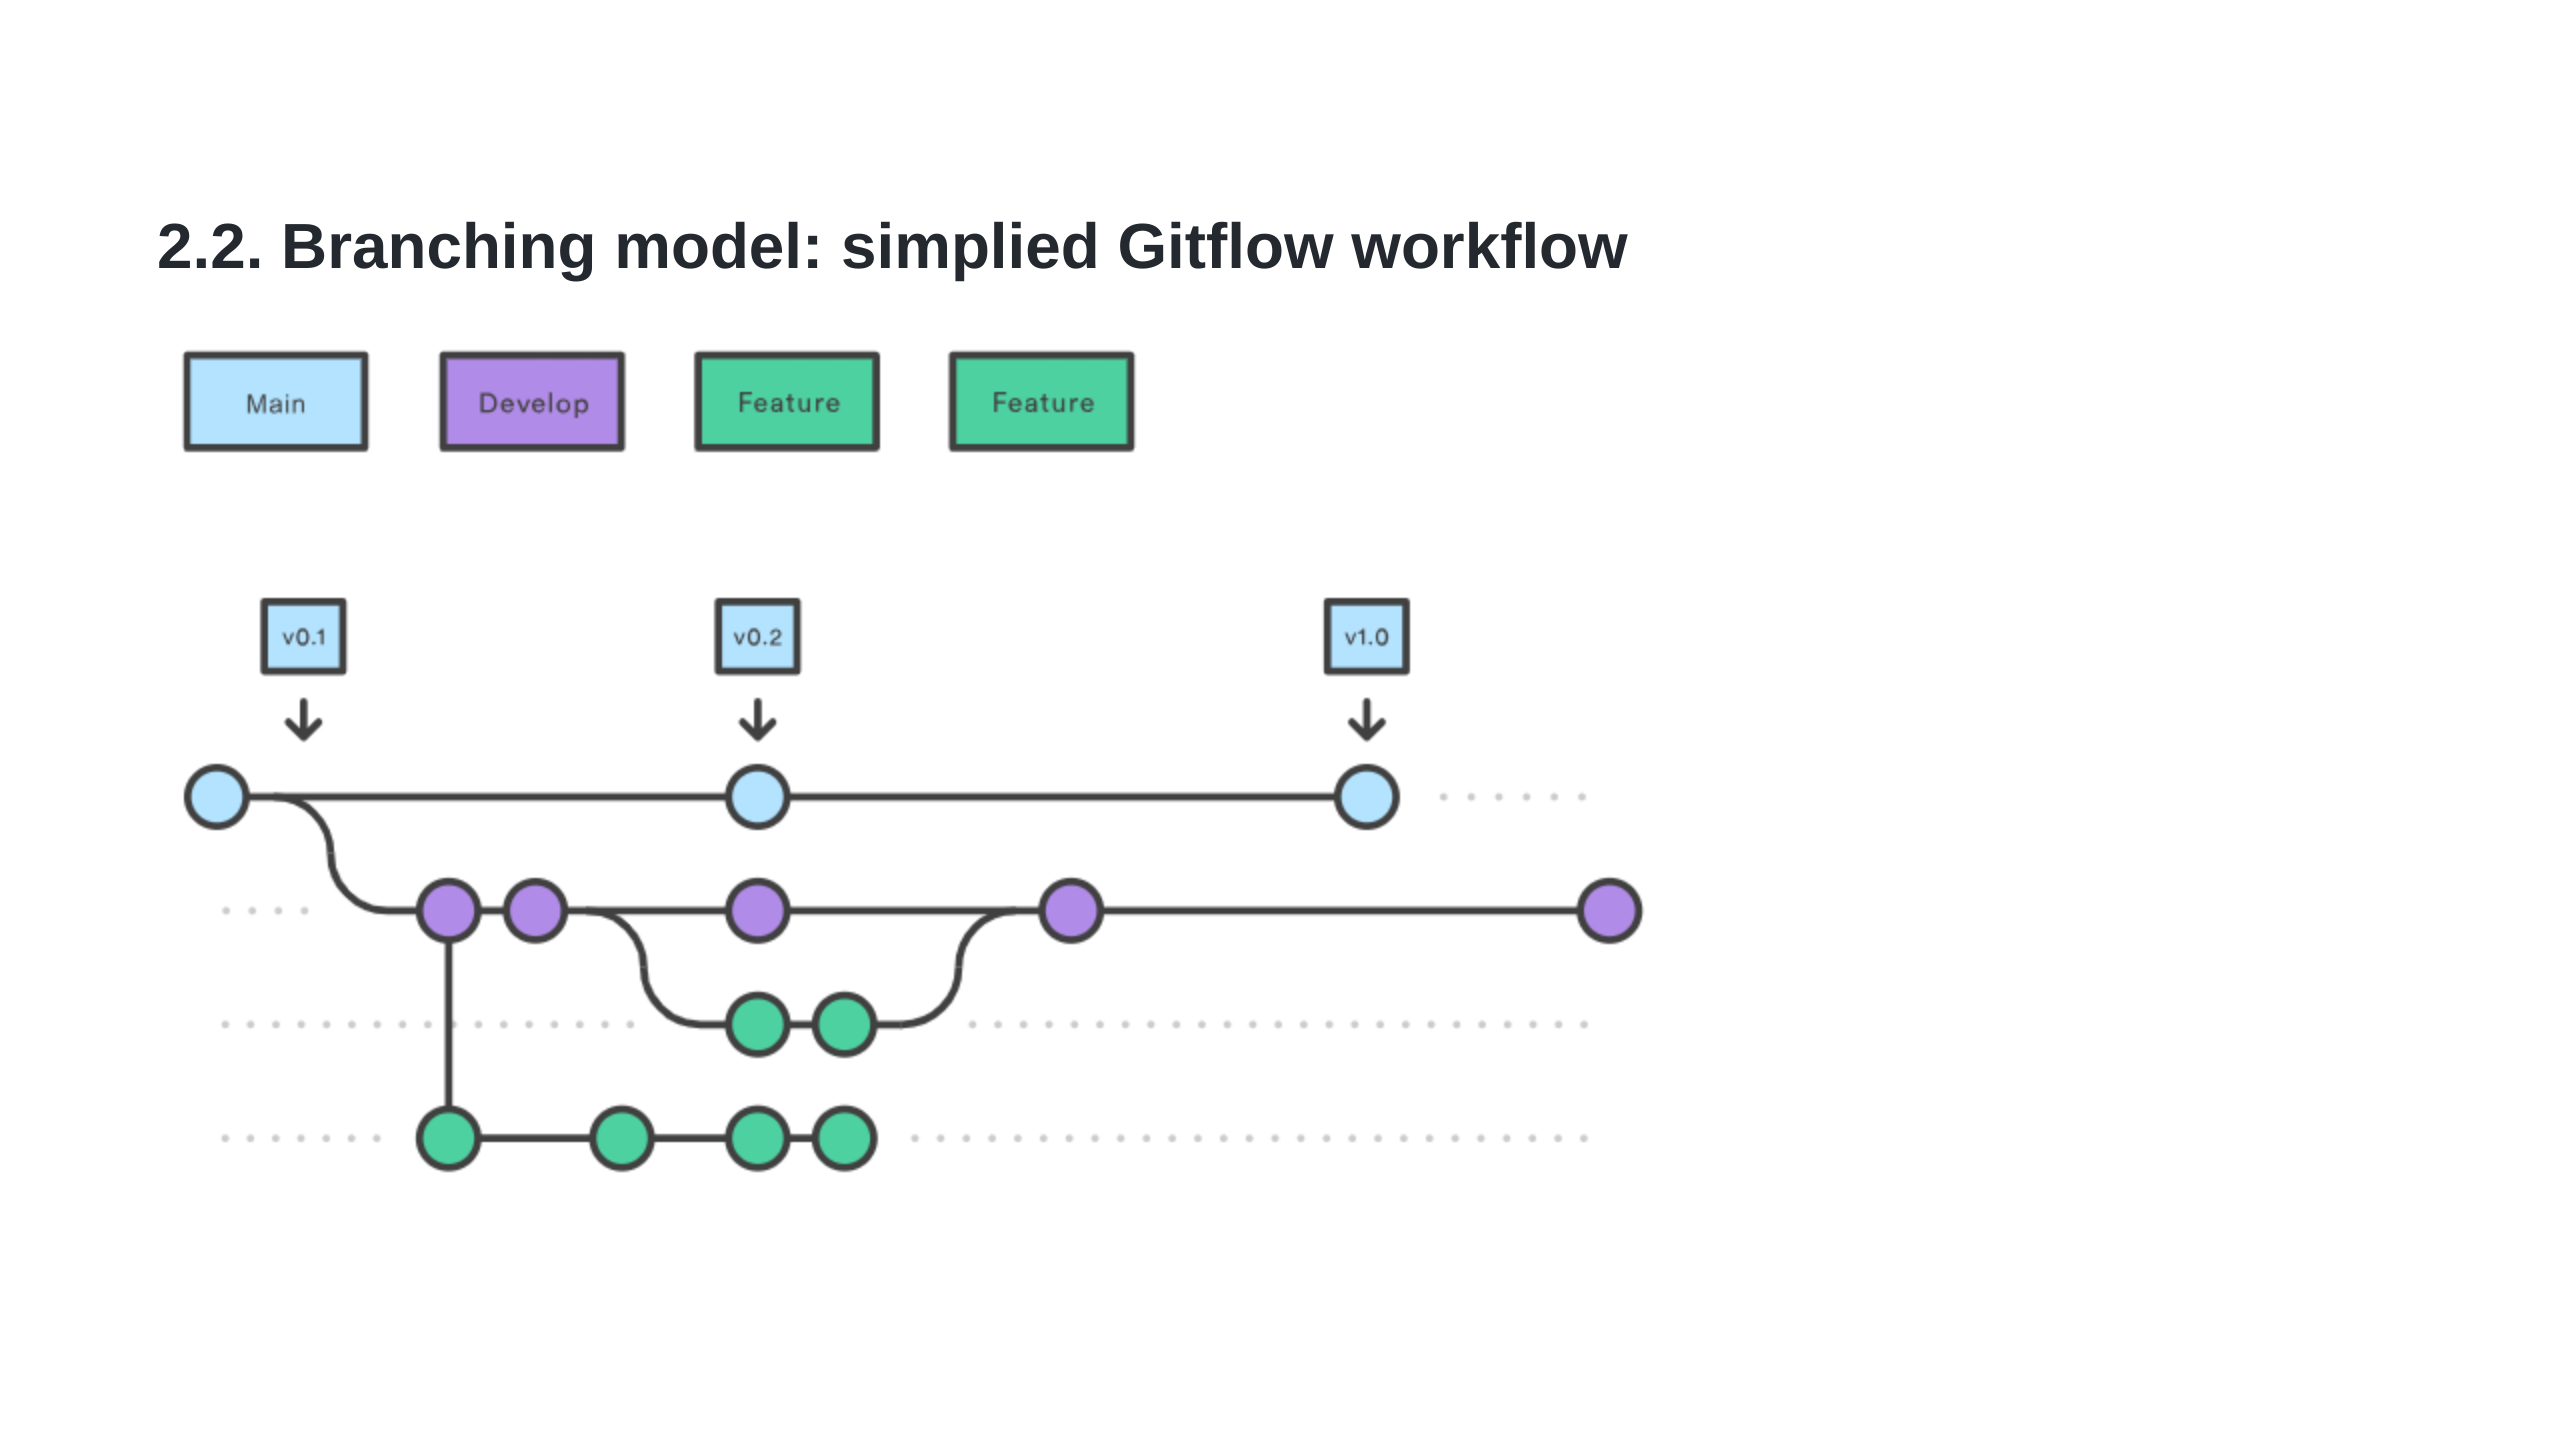 2.2. Branching model: simplied Gitflow workflow
Main Develop Feature Feature
v0.1 v0.2 v1.0